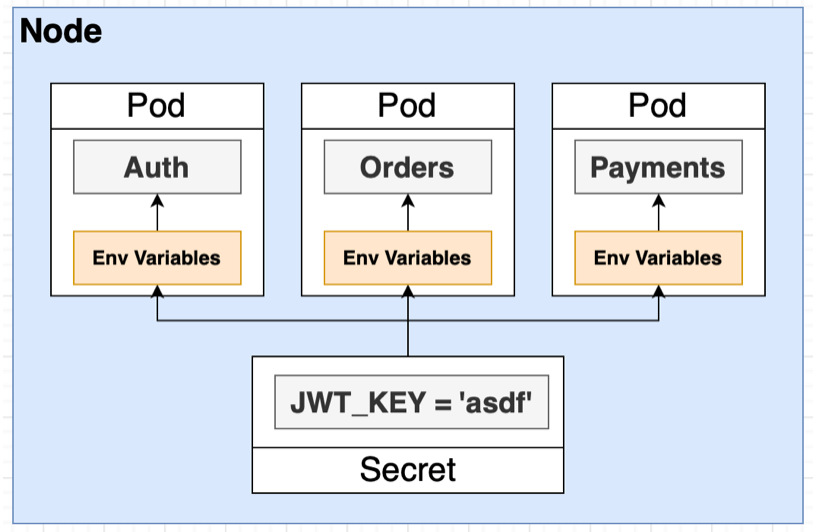 Node
Pod
Pod
Pod
Auth
Orders
Payments
Env Variables
Env Variables
Env Variables
JWT_KEY = 'asdf'
Secret